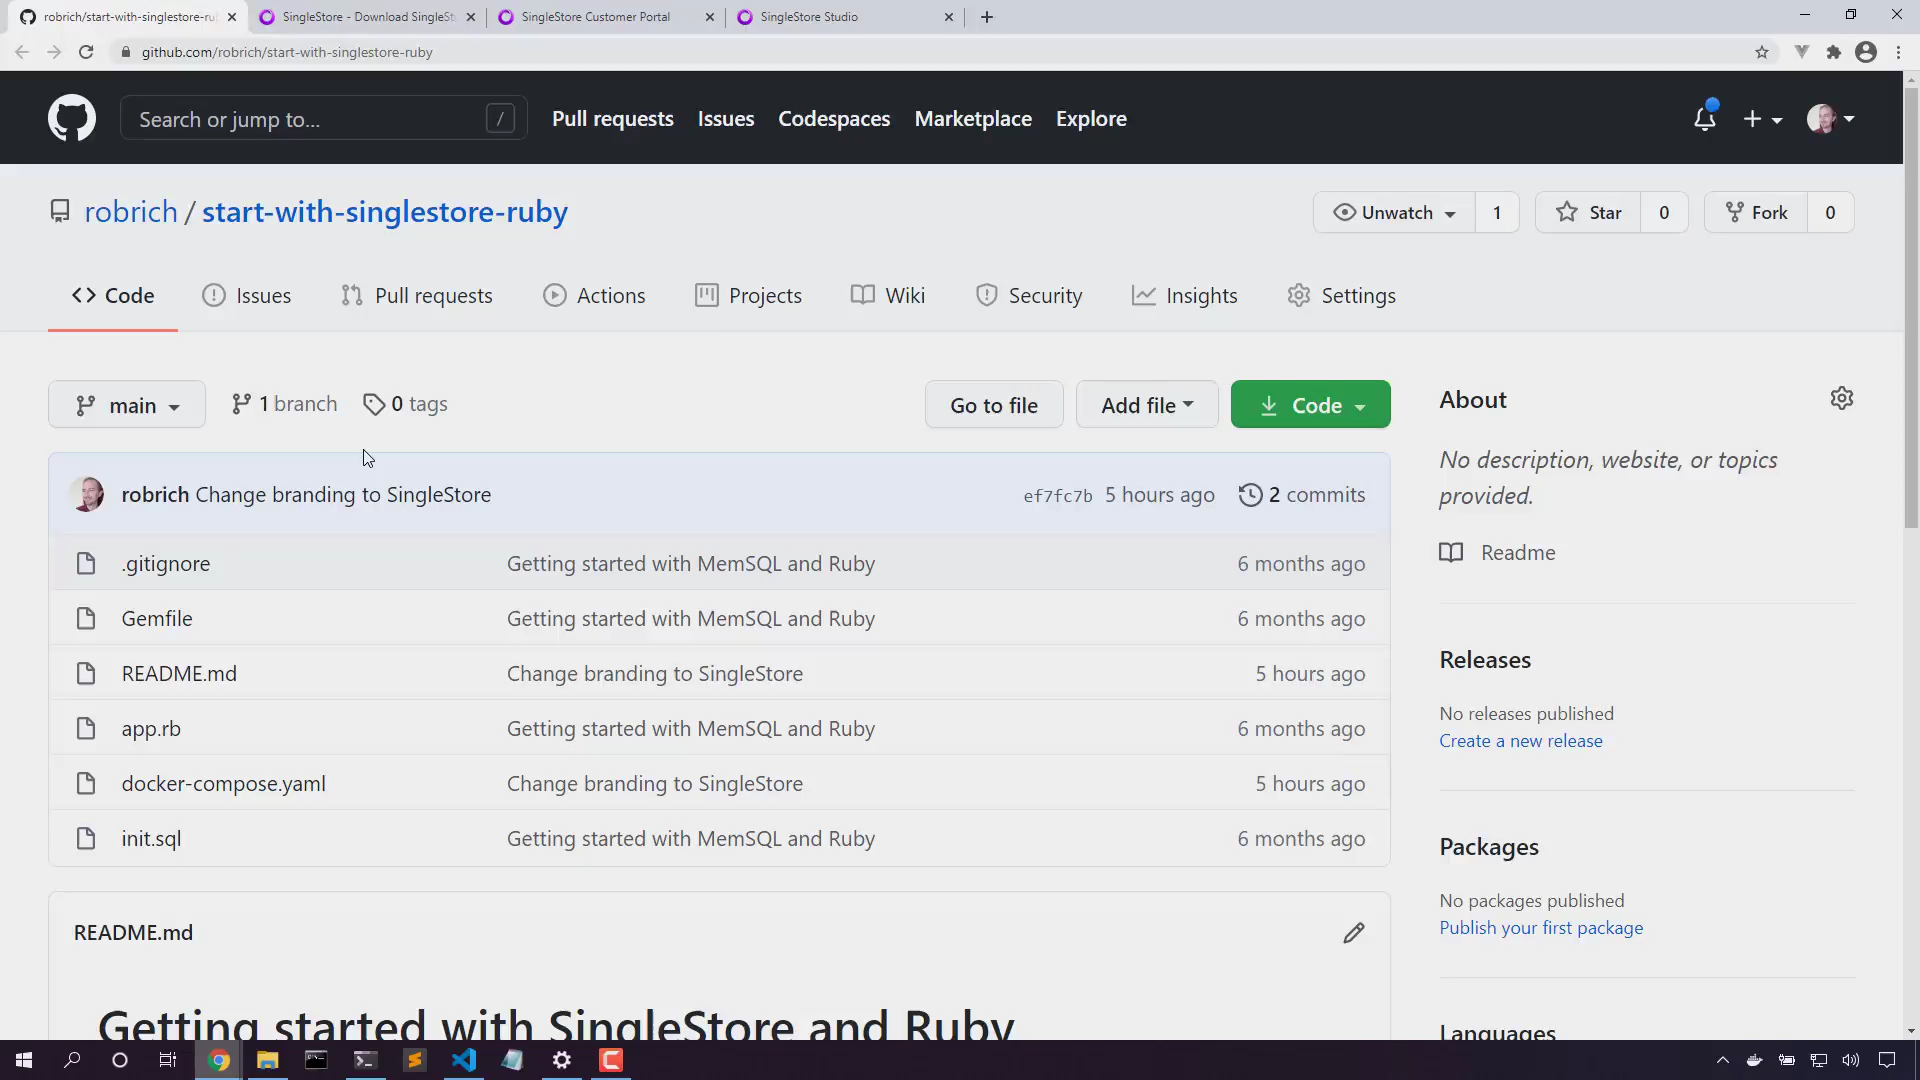 robrich/start-with-singlestore-ru
SingleStore - Download SingleSt
SingleStore Customer Portal
SingleStore Studio
github.com/robrich/start-with-singlestore-ruby
Search or jump to...
/
Pull requests
Issues
Codespaces
Marketplace
Explore
robrich / start-with-singlestore-ruby
Unwatch 1
Star 0
Fork 0
Code
Issues
Pull requests
Actions
Projects
Wiki
Security
Insights
Settings
main
1 branch
0 tags
Go to file
Add file
Code
robrich Change branding to SingleStore ef7fc7b 5 hours ago 2 commits
.gitignore Getting started with MemSQL and Ruby 6 months ago
Gemfile Getting started with MemSQL and Ruby 6 months ago
README.md Change branding to SingleStore 5 hours ago
app.rb Getting started with MemSQL and Ruby 6 months ago
docker-compose.yaml Change branding to SingleStore 5 hours ago
init.sql Getting started with MemSQL and Ruby 6 months ago
README.md
Getting started with SingleStore and Ruby
About
No description, website, or topics
provided.
Readme
Releases
No releases published
Create a new release
Packages
No packages published
Publish your first package
Languages